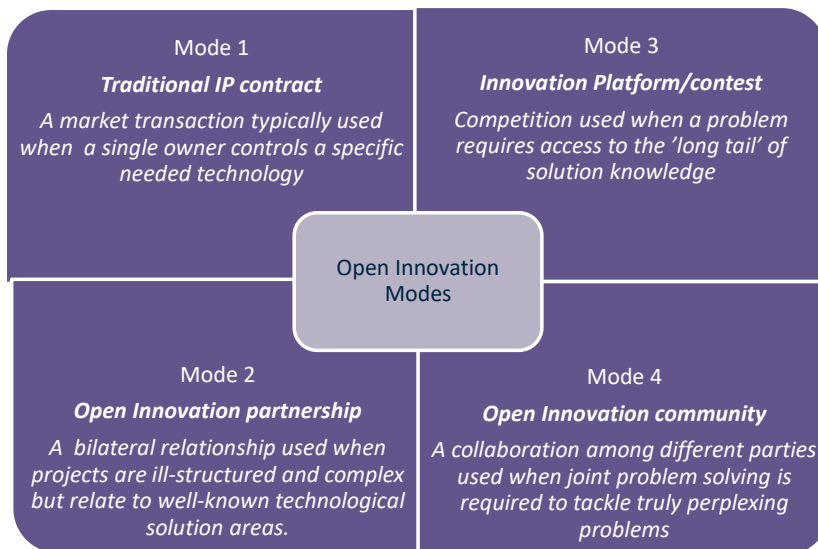 Mode 1
Traditional IP contract
A market transaction typically used
when a single owner controls a specific
needed technology
Mode 3
Innovation Platform/contest
Competition used when a problem
requires access to the ’long tail’ of
solution knowledge
Open Innovation
Modes
Mode 2
Open Innovation partnership
A bilateral relationship used when
projects are ill-structured and complex
but relate to well-known technological
solution areas.
Mode 4
Open Innovation community
A collaboration among different parties
used when joint problem solving is
required to tackle truly perplexing
problems